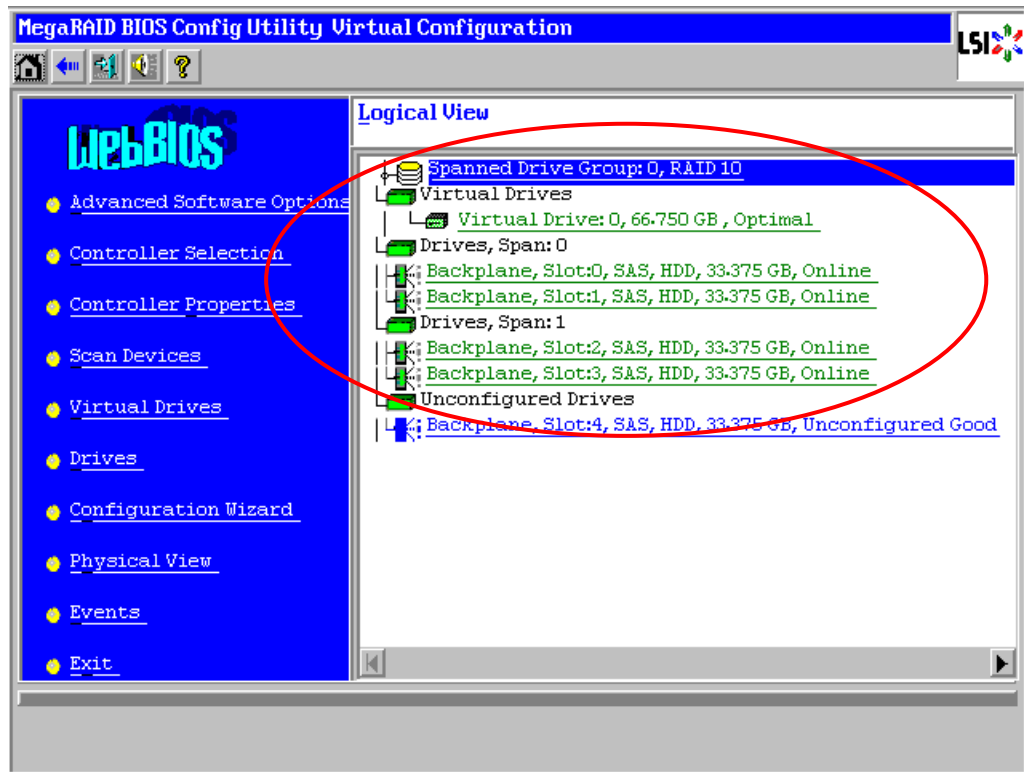 MegaRAID BIOS Config Utility Virtual Configuration
LSI
WebBIOS
Advanced Software Options
Controller Selection
Controller Properties
Scan Devices
Virtual Drives
Drives
Configuration Wizard
Physical View
Events
Exit
Logical View
Spanned Drive Group: 0, RAID 10
Virtual Drives
Virtual Drive: 0, 66.750 GB , Optimal
Drives, Span: 0
Backplane, Slot:0, SAS, HDD, 33.375 GB, Online
Backplane, Slot:1, SAS, HDD, 33.375 GB, Online
Drives, Span: 1
Backplane, Slot:2, SAS, HDD, 33.375 GB, Online
Backplane, Slot:3, SAS, HDD, 33.375 GB, Online
Unconfigured Drives
Backplane, Slot:4, SAS, HDD, 33.375 GB, Unconfigured Good